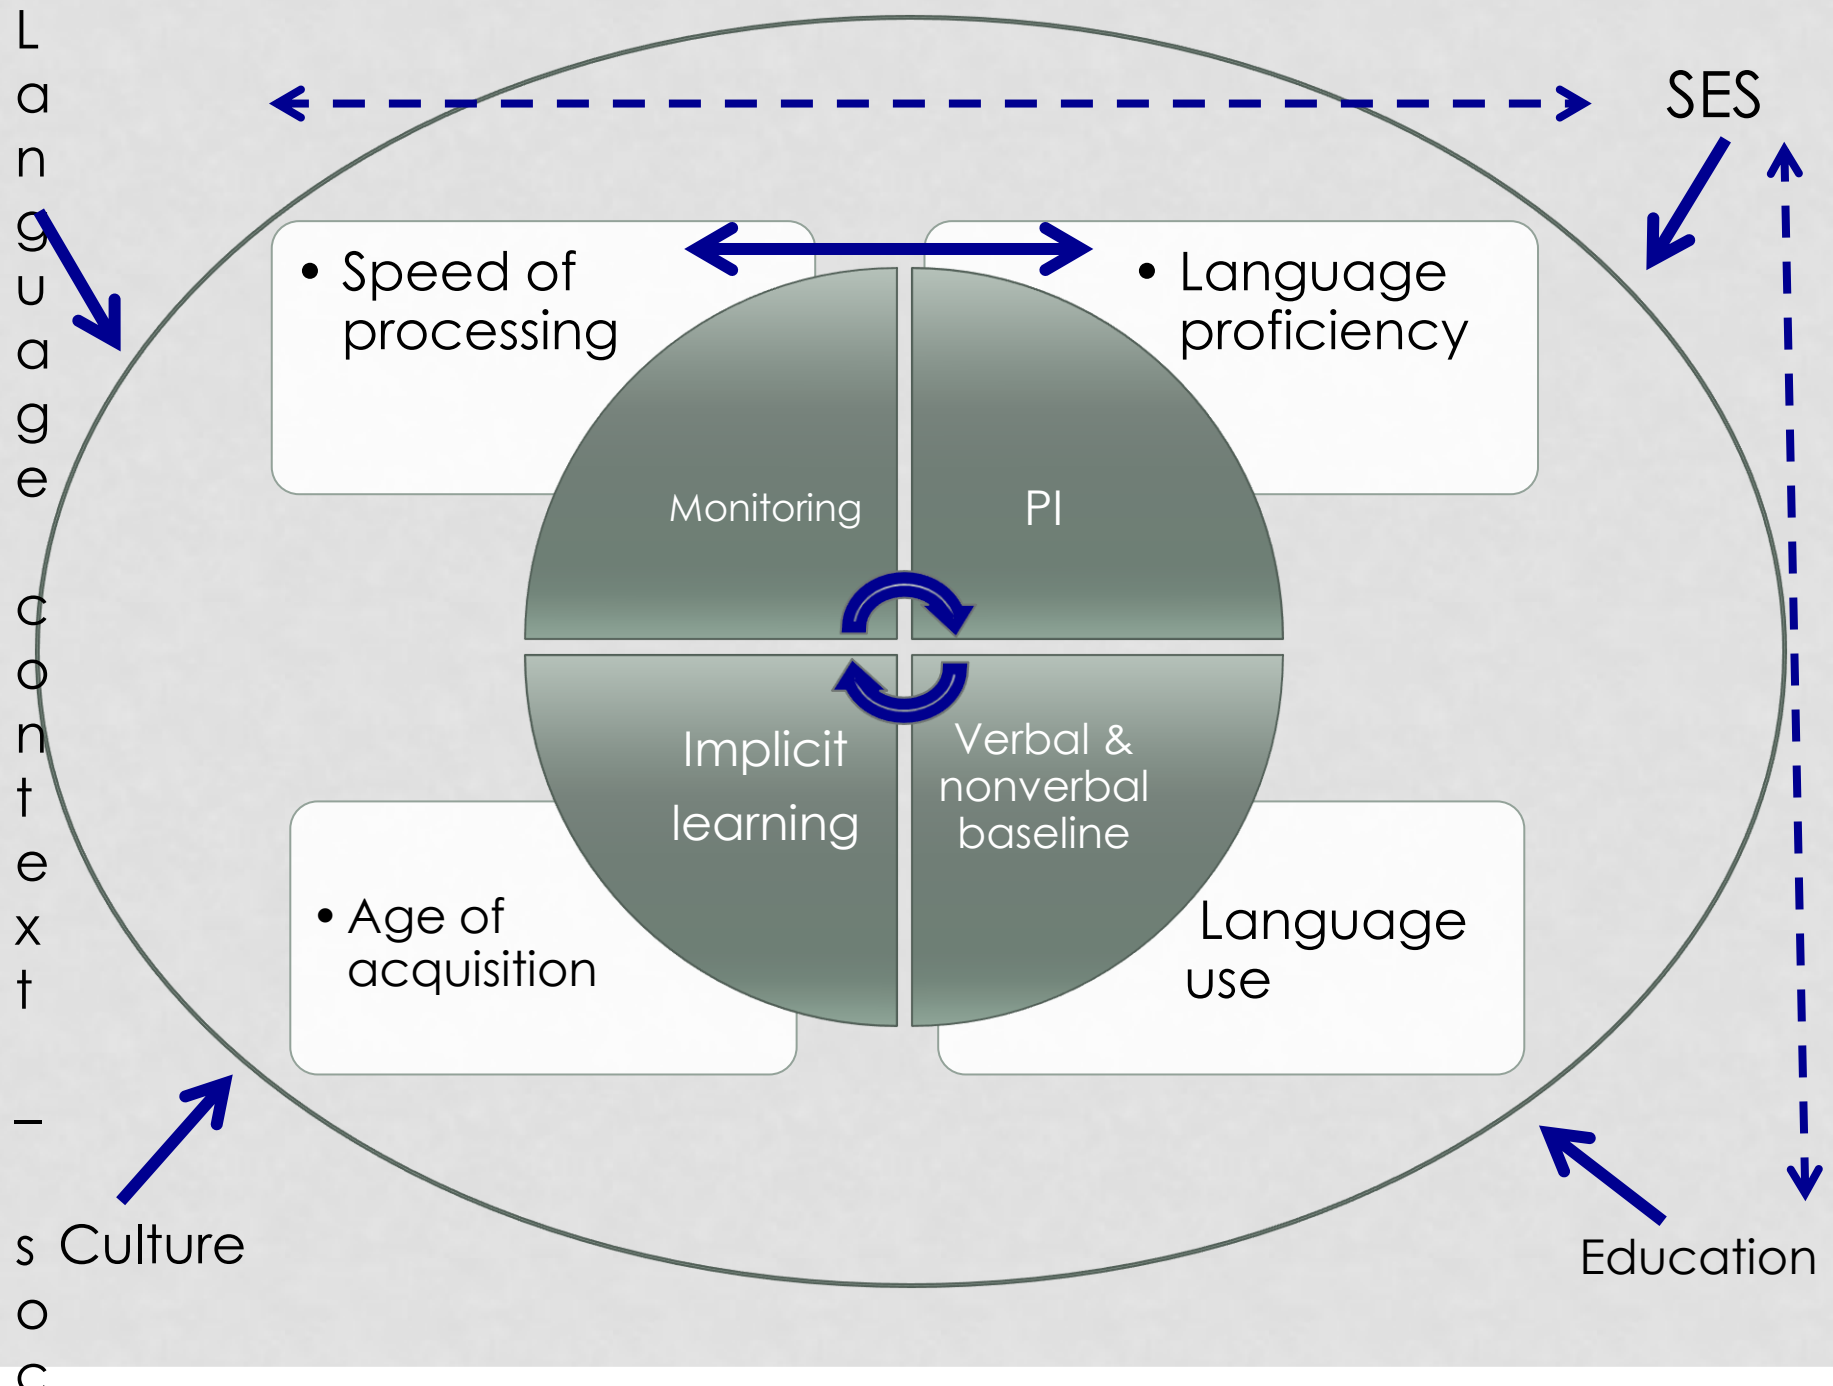 Language context – soc
SES
• Speed of
processing
• Language
proficiency
Monitoring
PI
Implicit
learning
Verbal &
nonverbal
baseline
• Age of
acquisition
Language
use
Culture
Education